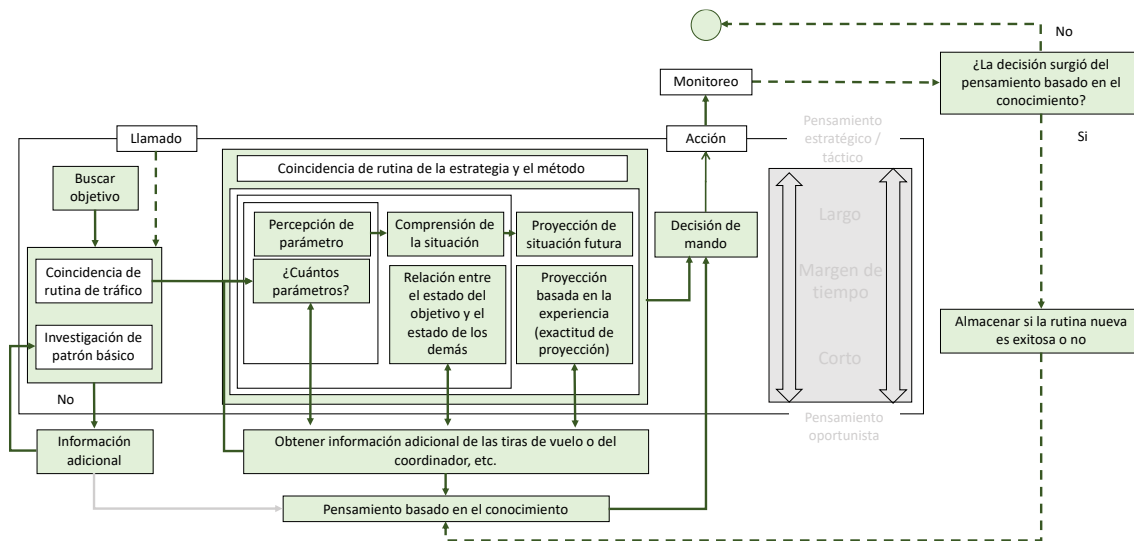 No
¿La decisión surgió del
pensamiento basado en el
conocimiento?
Monitoreo
Si
Llamado
Acción
Pensamiento
estratégico /
táctico
Buscar
objetivo
Coincidencia de rutina de la estrategia y el método
Percepción de
parámetro
Comprensión de
la situación
Proyección de
situación futura
Decisión de
mando
Largo
Coincidencia de
rutina de tráfico
¿Cuántos
parámetros?
Relación entre
el estado del
objetivo y el
estado de los
demás
Proyección
basada en la
experiencia
(exactitud de
proyección)
Margen de
tiempo
Investigación de
patrón básico
Corto
Almacenar si la rutina nueva
es exitosa o no
No
Pensamiento
oportunista
Información
adicional
Obtener información adicional de las tiras de vuelo o del
coordinador, etc.
Pensamiento basado en el conocimiento